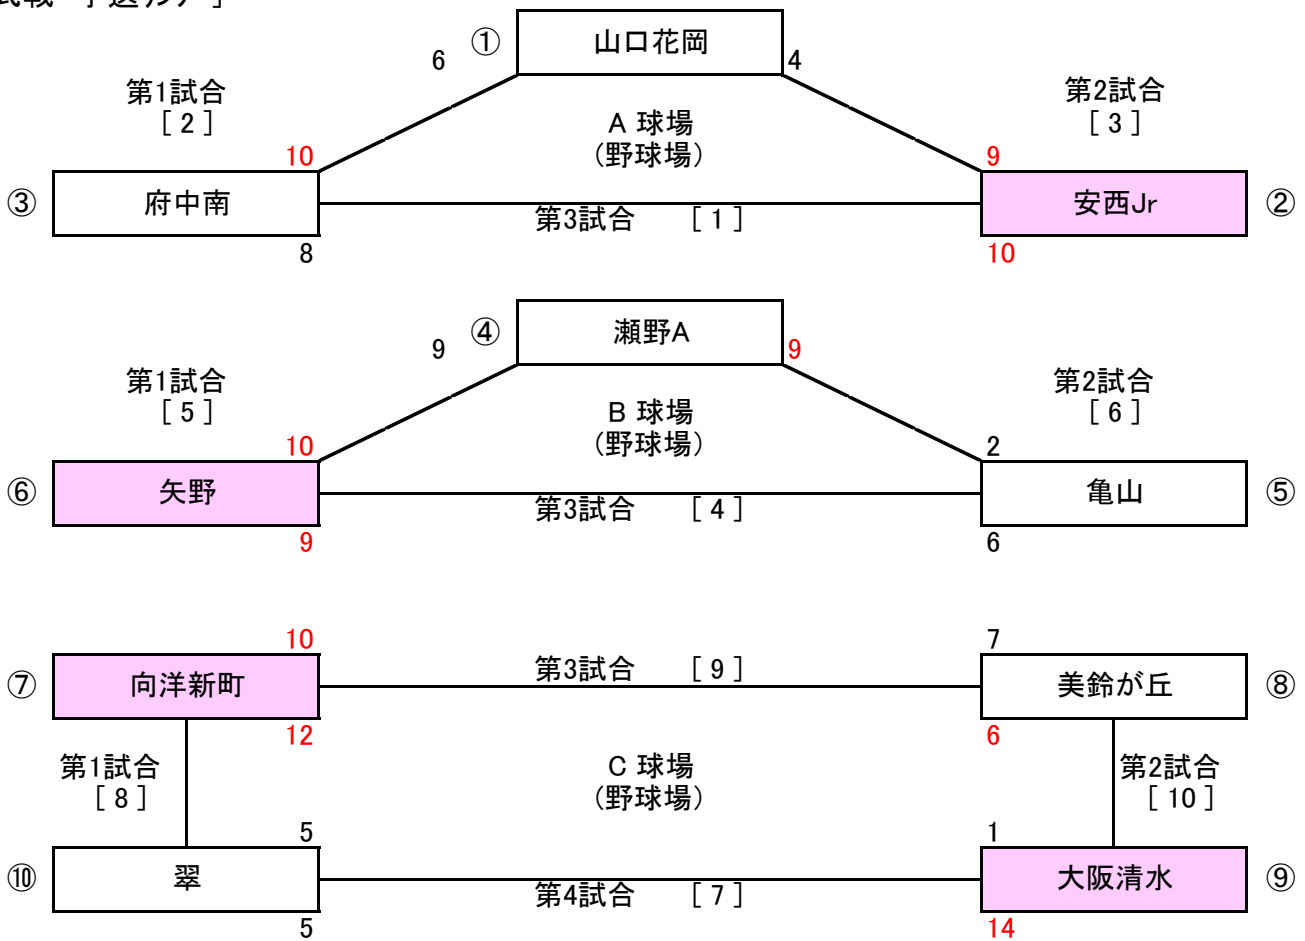 ① 山口花岡
6 4
第1試合 第2試合
[ 2 ] A 球場 [ 3 ]
(野球場)
10 9
③ 府中南 安西Jr ②
第3試合 [ 1 ]
8 10
④ 瀬野A
9 9
第1試合 第2試合
[ 5 ] B 球場 [ 6 ]
(野球場)
10 2
⑥ 矢野 亀山 ⑤
第3試合 [ 4 ]
9 6
10 7
第3試合 [ 9 ]
⑦ 向洋新町 美鈴が丘 ⑧
12 6
第1試合 C 球場 第2試合
[ 8 ] (野球場) [ 10 ]
5 1
⑩ 翠 大阪清水 ⑨
第4試合 [ 7 ]
5 14